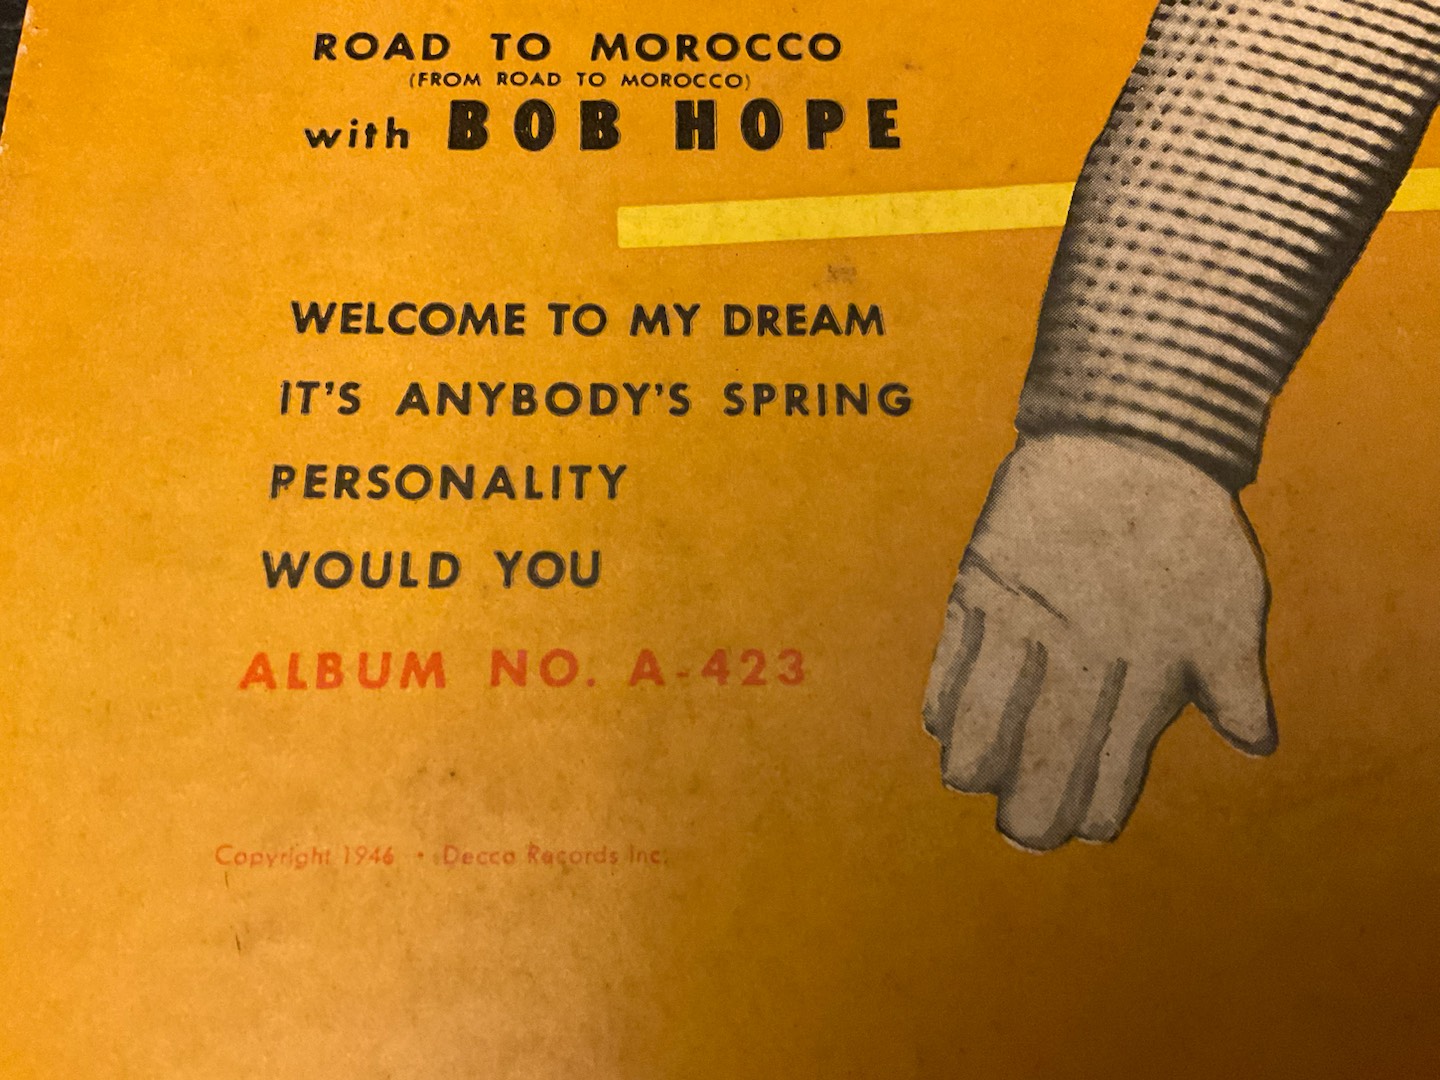 ROAD TO MOROCCO
(FROM ROAD TO MOROCCO)
with BOB HOPE
WELCOME TO MY DREAM
IT'S ANYBODY'S SPRING
PERSONALITY
WOULD YOU
ALBUM NO. A-423
Copyright 1946 • Decca Records Inc.